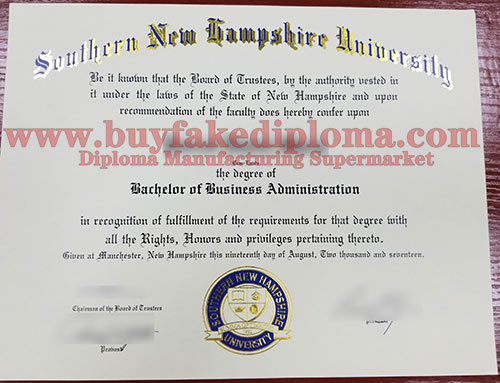 Southern New Hampshire University
Be it known that the Board of Trustees, by the authority vested in
it under the laws of the State of New Hampshire and upon
recommendation of the faculty does hereby confer upon
www.buyfakediploma.com
Diploma Manufacturing Supermarket
the degree of
Bachelor of Business Administration
in recognition of fulfillment of the requirements for that degree with
all the Rights, Honors and privileges pertaining thereto.
Given at Manchester, New Hampshire this nineteenth day of August, Two thousand and seventeen.
Chairman of the Board of Trustees
Provost
SOUTHERN NEW HAMPSHIRE
UNIVERSITY